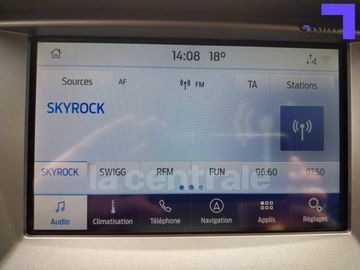 14:08 18°
Sources AF FM TA Stations
SKYROCK
SKYROCK SWIGG RFM FUN 96.60 97.50
la centrale
Audio Climatisation Téléphone Navigation Applis Réglages